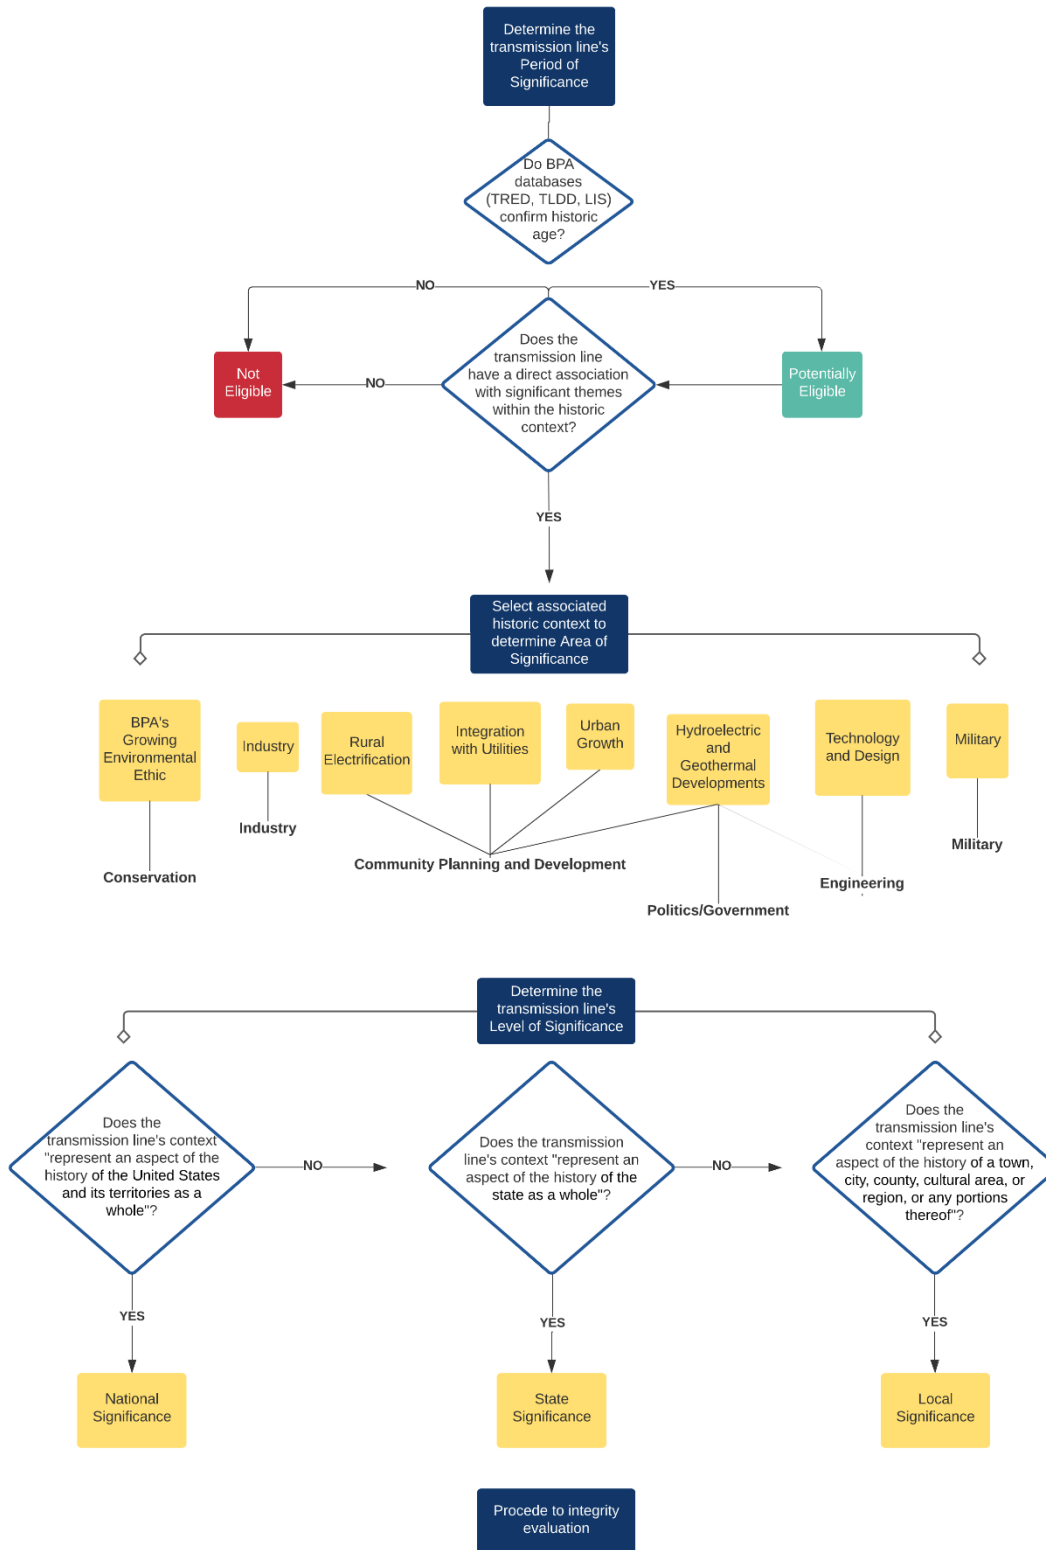 Determine the
transmission line's
Period of
Significance
Do BPA
databases
(TRED, TLDD, LIS)
confirm historic
age?
NO
YES
Does the
transmission line
have a direct association
with significant themes
within the historic
context?
Not
Eligible
NO
Potentially
Eligible
YES
Select associated
historic context to
determine Area of
Significance
BPA's
Growing
Environmental
Ethic
Industry
Rural
Electrification
Integration
with Utilities
Urban
Growth
Hydroelectric
and
Geothermal
Developments
Technology
and Design
Military
Conservation
Industry
Community Planning and Development
Politics/Government
Engineering
Military
Determine the
transmission line's
Level of Significance
Does the
transmission line's
context
"represent an aspect of the
history of the United States
and its territories as a
whole"?
NO
Does the transmission
line's context "represent an
aspect of the history of the
state as a whole"?
NO
Does the
transmission line's
context "represent an
aspect of the history of a town,
city, county, cultural area, or
region, or any portions
thereof"?
YES
YES
YES
National
Significance
State
Significance
Local
Significance
Procede to integrity
evaluation